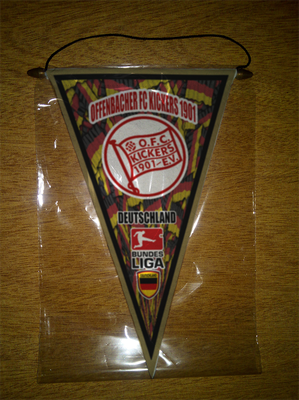 OFFENBACHER FC KICKERS 1901
O.F.C.
KICKERS
1901-E.V.
DEUTSCHLAND
BUNDES
LIGA